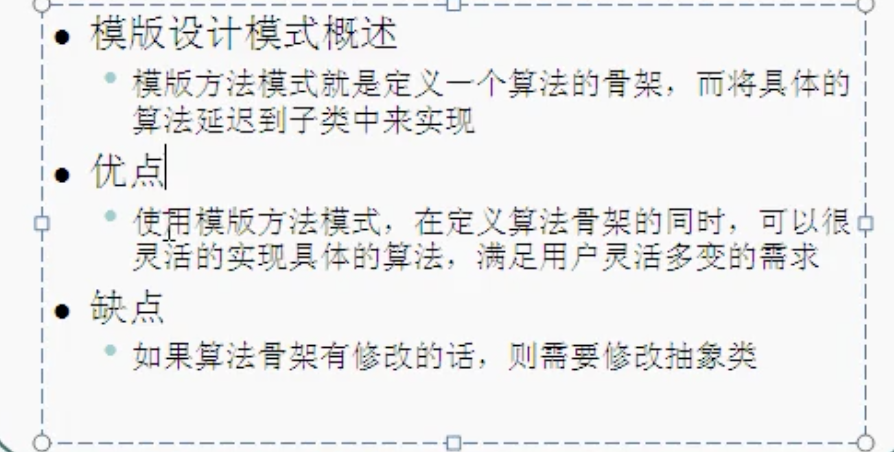 模版设计模式概述
模版方法模式就是定义一个算法的骨架，而将具体的
算法延迟到子类中来实现
优点
使用模版方法模式，在定义算法骨架的同时，可以很
灵活的实现具体的算法，满足用户灵活多变的需求
缺点
如果算法骨架有修改的话，则需要修改抽象类